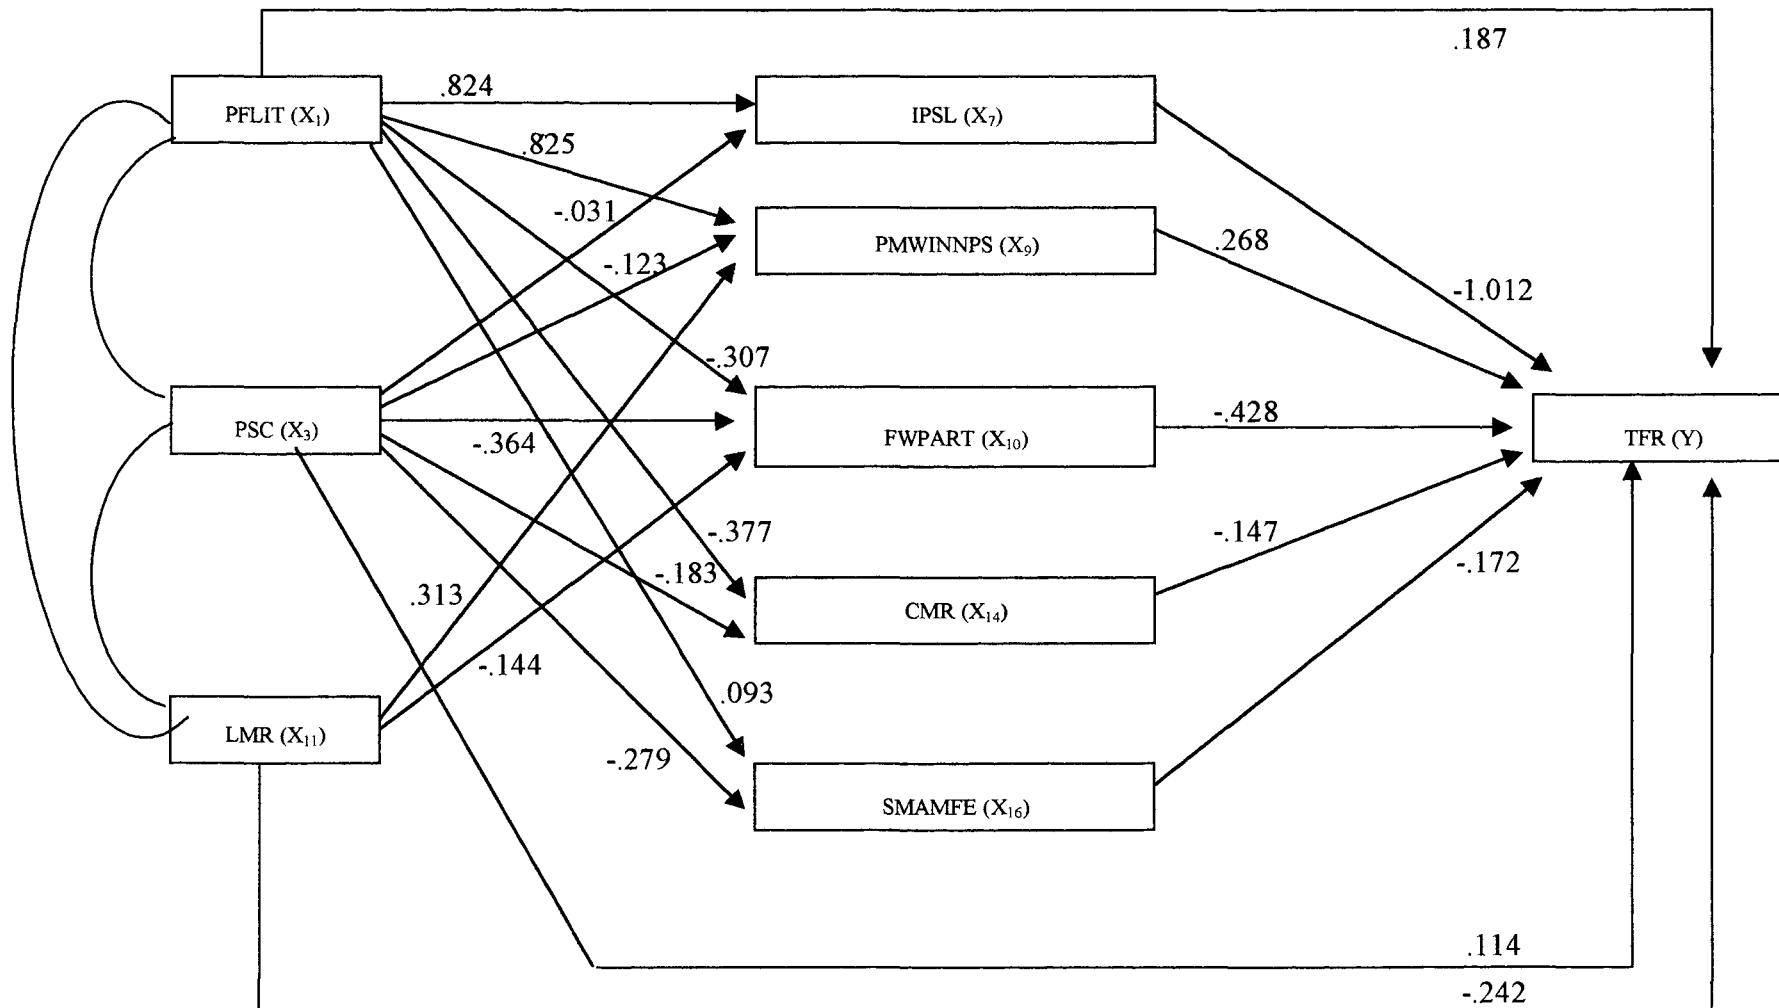 .187
.824
PFLIT (X₁)
IPSL (X₇)
.825
-.031
PMWINNPS (X₉)
.268
-.123
-1.012
-.307
PSC (X₃)
-.364
FWPART (X₁₀)
-.428
TFR (Y)
-.377
-.147
-.183
-.172
.313
CMR (X₁₄)
-.144
.093
LMR (X₁₁)
-.279
SMAMFE (X₁₆)
.114
-.242